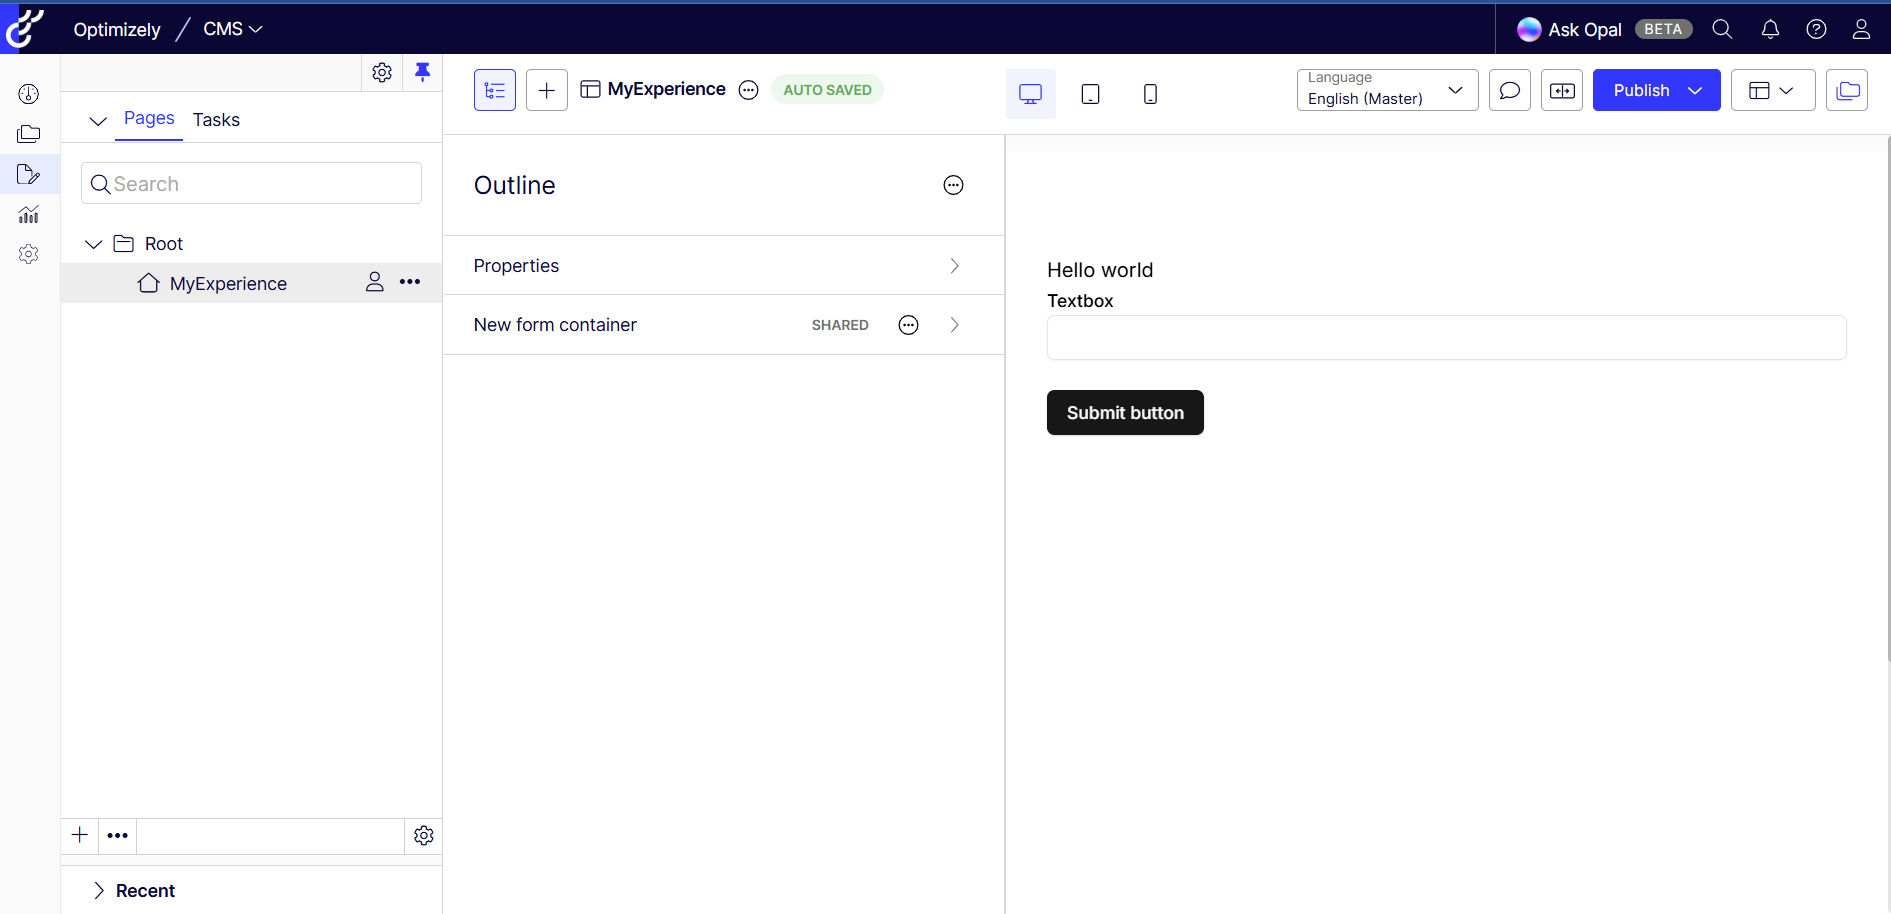 Optimizely / CMS
Ask Opal BETA
Pages Tasks
Search
Root
MyExperience
Recent
MyExperience AUTO SAVED
Language
English (Master)
Publish
Outline
Properties
New form container SHARED
Hello world
Textbox
Submit button